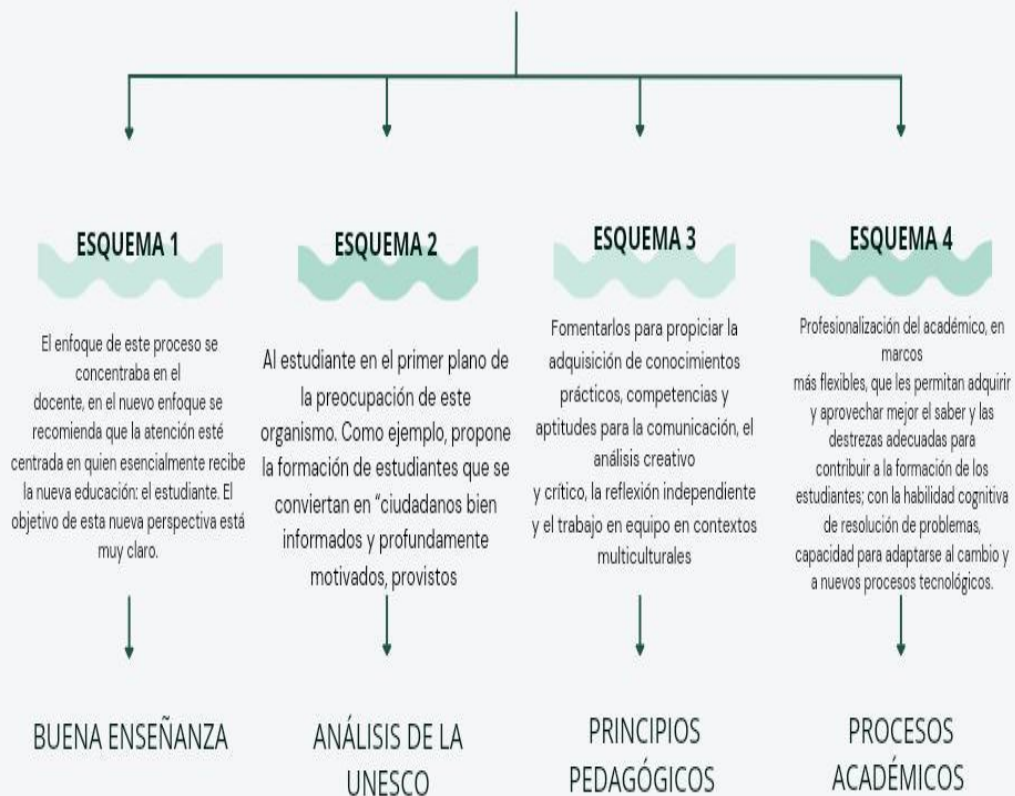 ESQUEMA 1
El enfoque de este proceso se
concentraba en el
docente, en el nuevo enfoque se
recomienda que la atención esté
centrada en quien esencialmente recibe
la nueva educación: el estudiante. El
objetivo de esta nueva perspectiva está
muy claro.
BUENA ENSEÑANZA
ESQUEMA 2
Al estudiante en el primer plano de
la preocupación de este
organismo. Como ejemplo, propone
la formación de estudiantes que se
conviertan en “ciudadanos bien
informados y profundamente
motivados, provistos
ANÁLISIS DE LA
UNESCO
ESQUEMA 3
Fomentarlos para propiciar la
adquisición de conocimientos
prácticos, competencias y
aptitudes para la comunicación, el
análisis creativo
y crítico, la reflexión independiente
y el trabajo en equipo en contextos
multiculturales
PRINCIPIOS
PEDAGÓGICOS
ESQUEMA 4
Profesionalización del académico, en
marcos
más flexibles, que les permitan adquirir
y aprovechar mejor el saber y las
destrezas adecuadas para
contribuir a la formación de los
estudiantes; con la habilidad cognitiva
de resolución de problemas,
capacidad para adaptarse al cambio y
a nuevos procesos tecnológicos.
PROCESOS
ACADÉMICOS